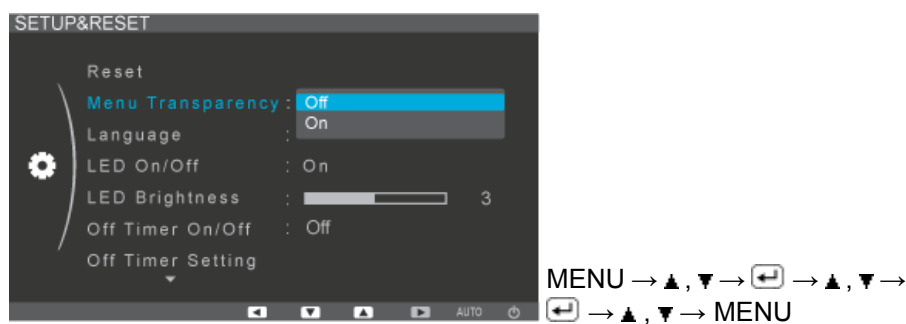 SETUP&RESET
Reset
Menu Transparency : Off
On
Language :
LED On/Off : On
LED Brightness : 3
Off Timer On/Off : Off
Off Timer Setting
AUTO
MENU → ▲ , ▼ → ↵ → ▲ , ▼ →
↵ → ▲ , ▼ → MENU